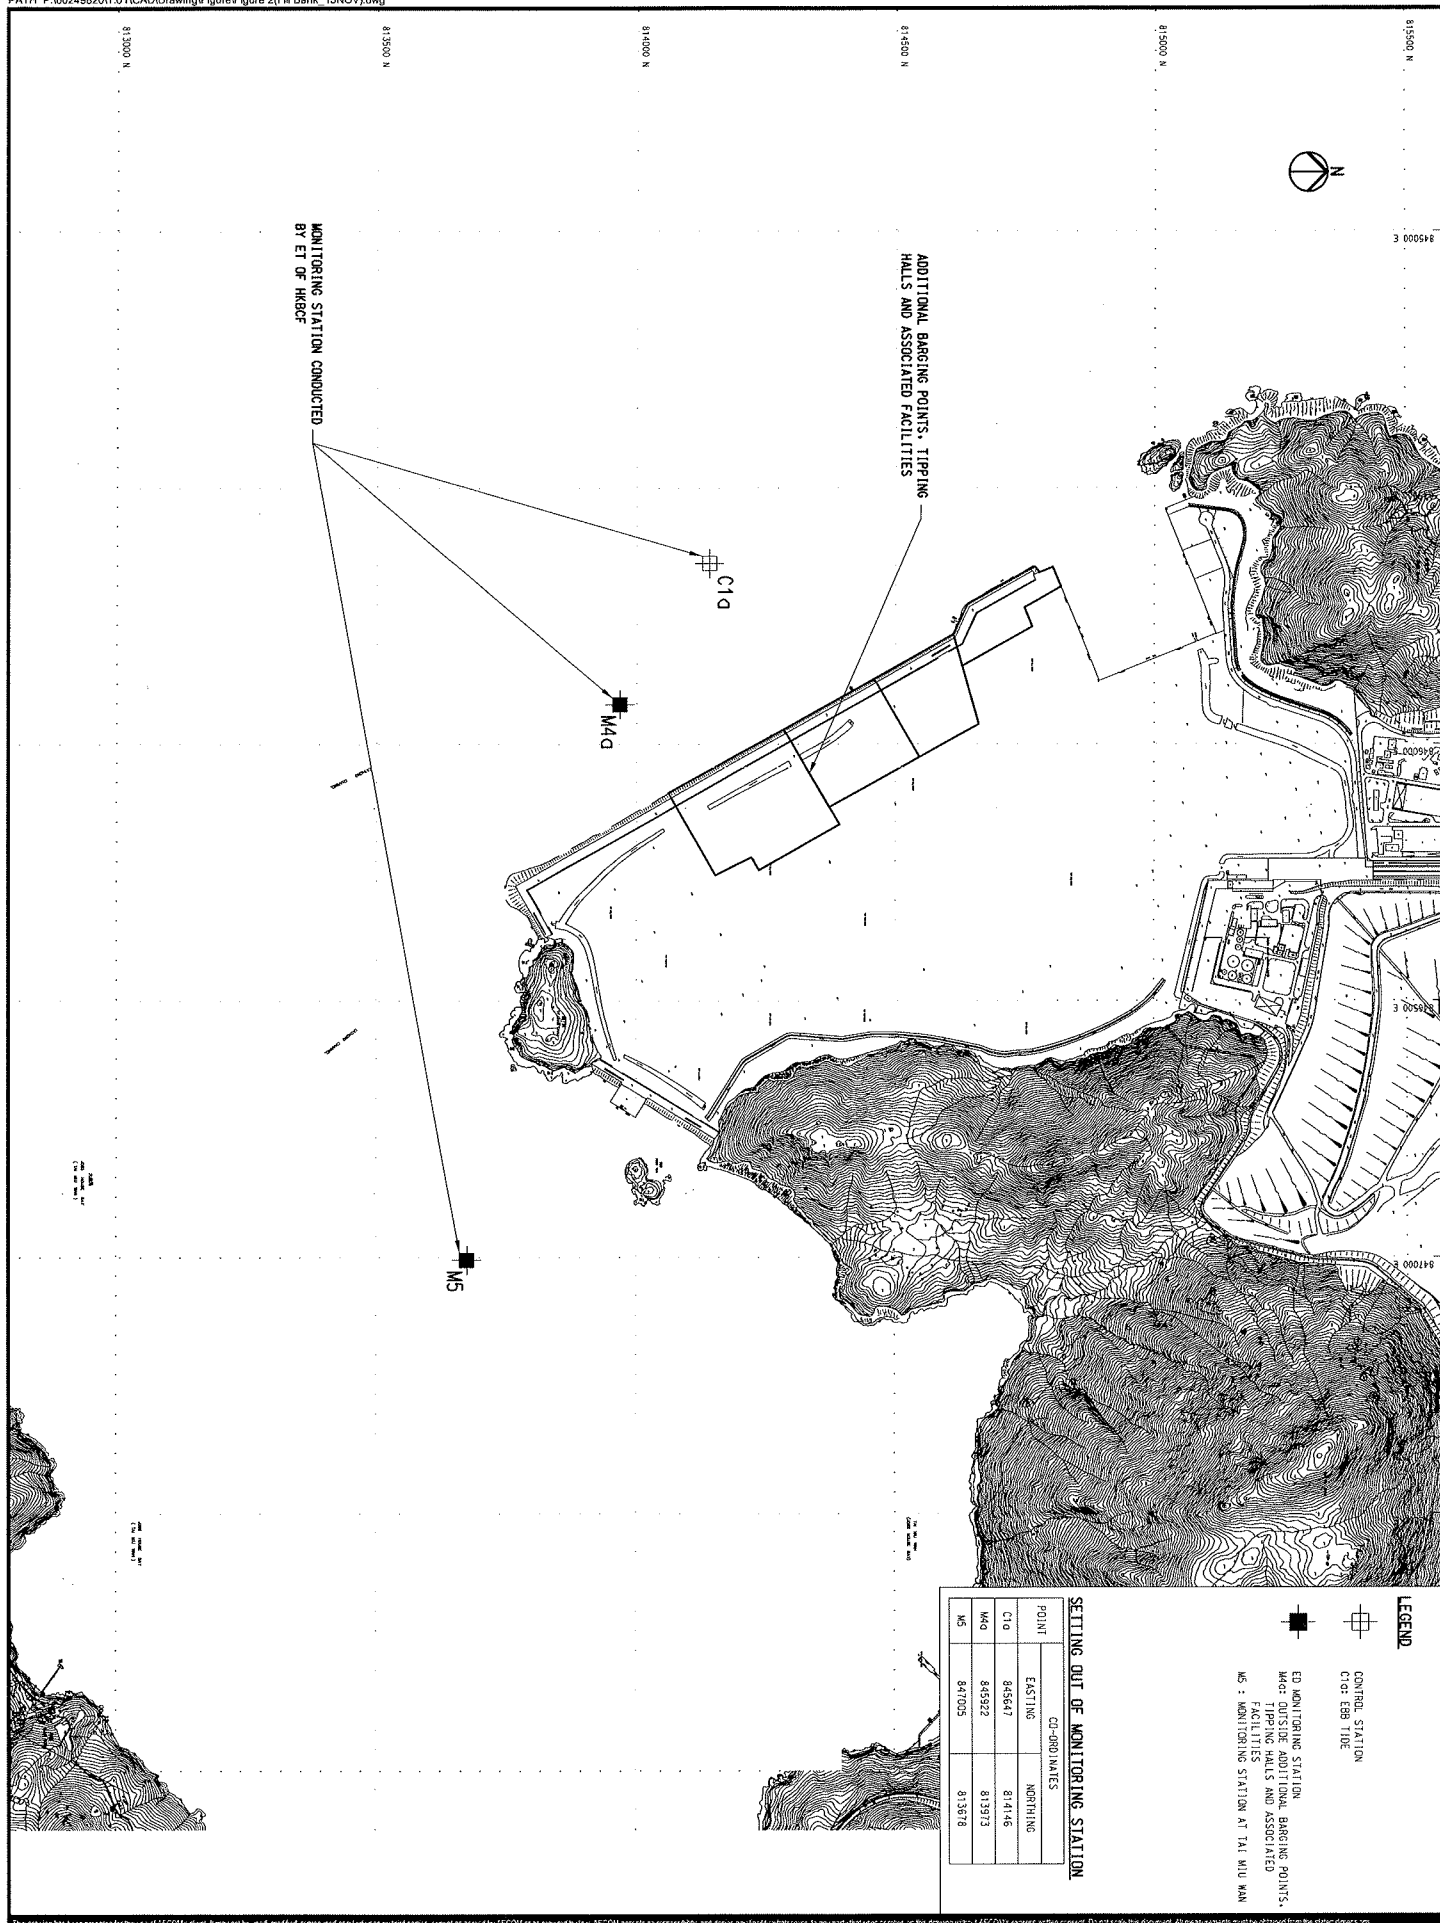 813000 N
813500 N
814000 N
814500 N
815000 N
815500 N
N
845000 E
846000 E
846500 E
847000 E
ADDITIONAL BARGING POINTS, TIPPING
HALLS AND ASSOCIATED FACILITIES
MONITORING STATION CONDUCTED
BY ET OF HKBCF
C1a
M4a
M5
LEGEND
CONTROL STATION
C1a: EBB TIDE
ED MONITORING STATION
M4a: OUTSIDE ADDITIONAL BARGING POINTS,
TIPPING HALLS AND ASSOCIATED
FACILITIES
M5 : MONITORING STATION AT TAI MIU WAN
SETTING OUT OF MONITORING STATION
POINT CO-ORDINATES
EASTING NORTHING
C1a 845647 814146
M4a 845922 813973
M5 847005 813678